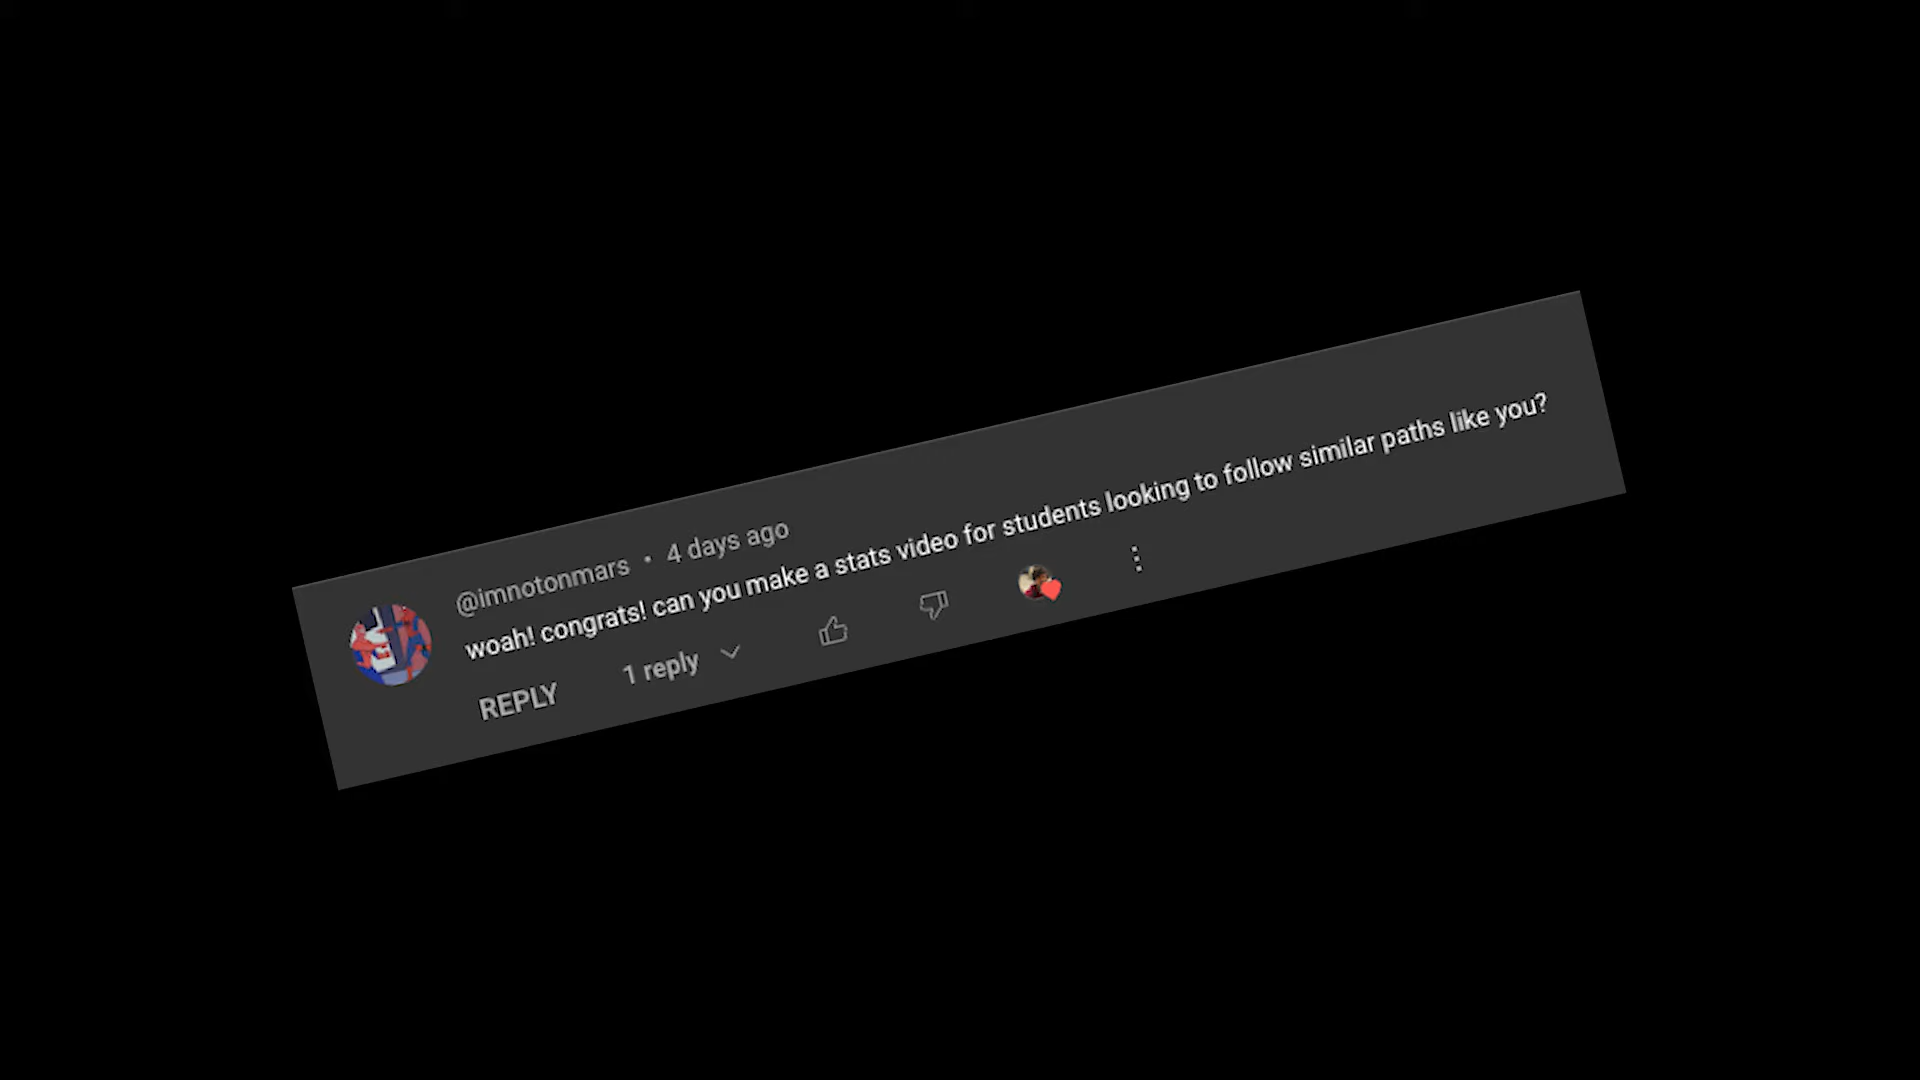 @imnotonmars • 4 days ago
woah! congrats! can you make a stats video for students looking to follow similar paths like you?
REPLY 1 reply